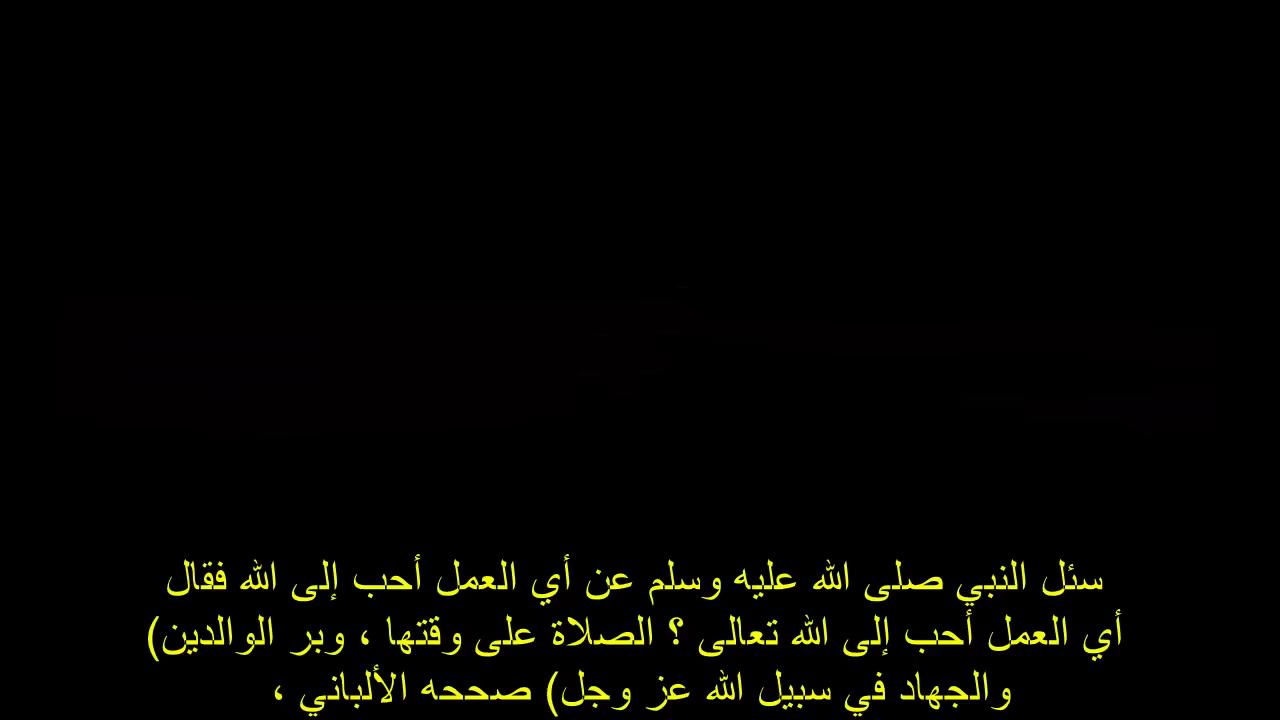 سئل النبي صلى الله عليه وسلم عن أي العمل أحب إلى الله فقال
أي العمل أحب إلى الله تعالى ؟ الصلاة على وقتها ، وبر الوالدين)
والجهاد في سبيل الله عز وجل) صححه الألباني ،